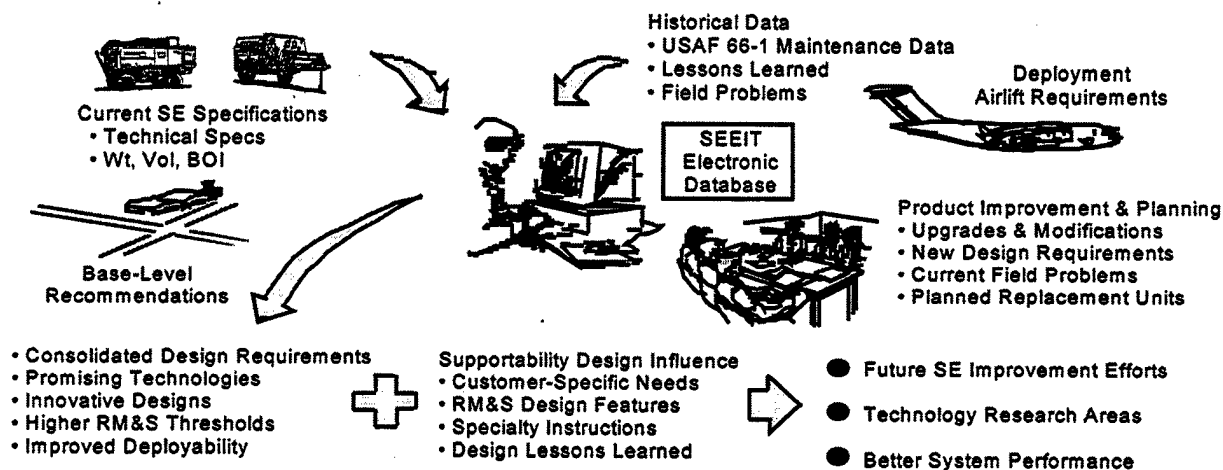 Historical Data
• USAF 66-1 Maintenance Data
• Lessons Learned
• Field Problems
Deployment
Airlift Requirements
Current SE Specifications
• Technical Specs
• Wt, Vol, BOI
SEEIT
Electronic
Database
Base-Level
Recommendations
Product Improvement & Planning
• Upgrades & Modifications
• New Design Requirements
• Current Field Problems
• Planned Replacement Units
• Consolidated Design Requirements
• Promising Technologies
• Innovative Designs
• Higher RM&S Thresholds
• Improved Deployability
Supportability Design Influence
• Customer-Specific Needs
• RM&S Design Features
• Specialty Instructions
• Design Lessons Learned
● Future SE Improvement Efforts
● Technology Research Areas
● Better System Performance